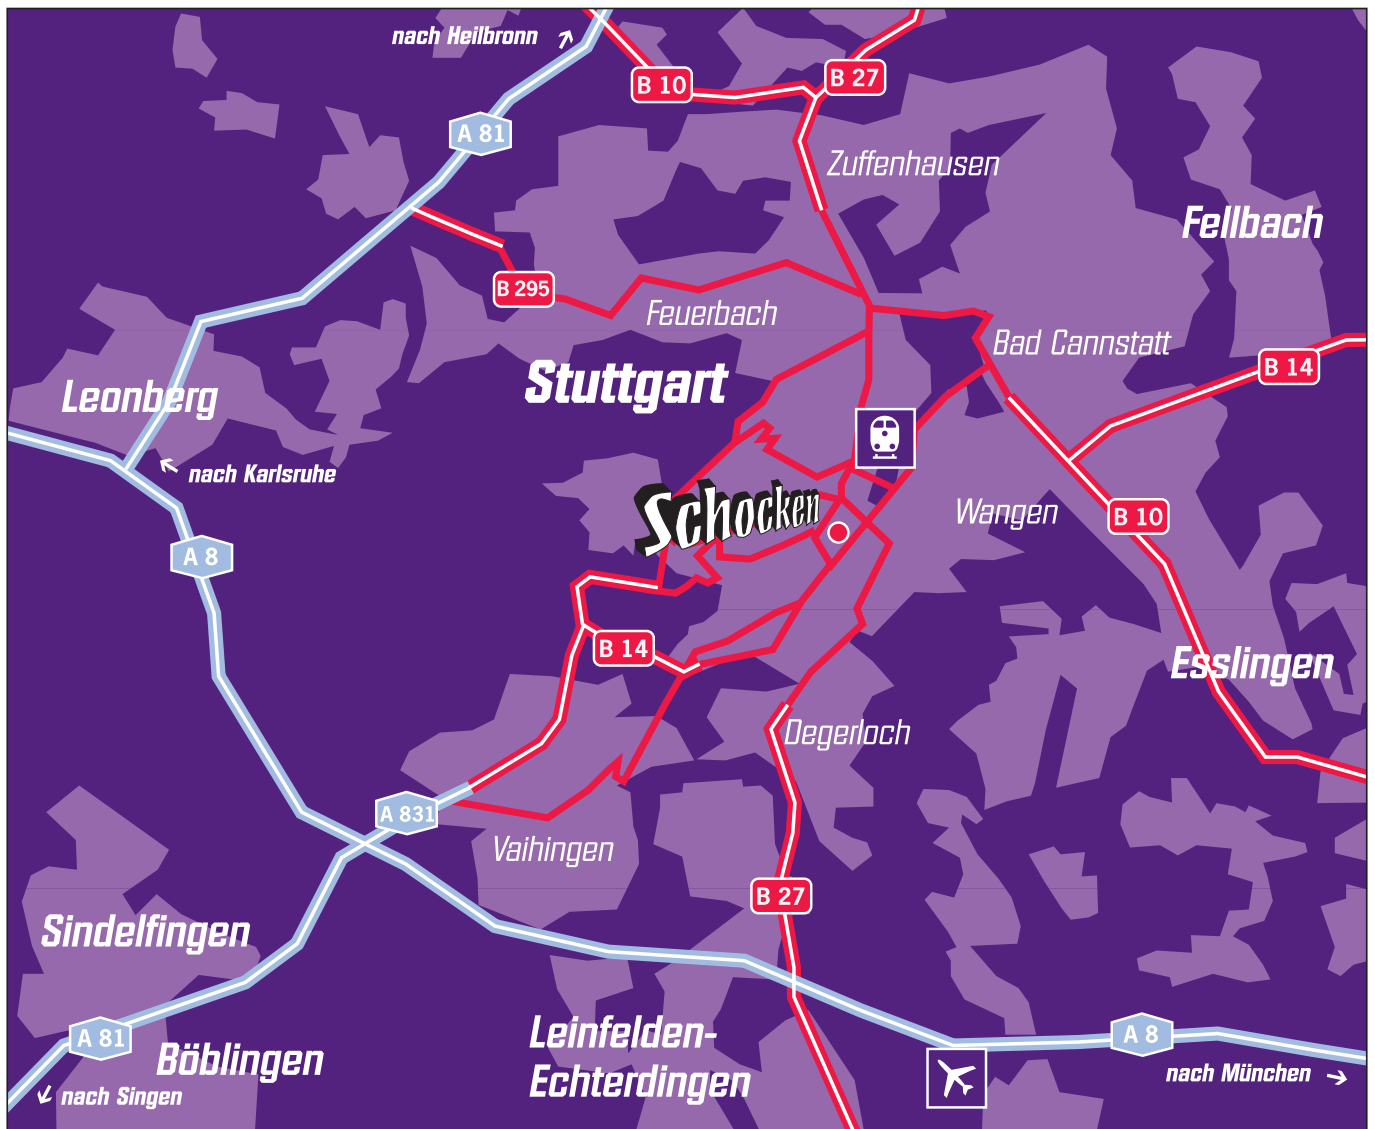 nach Heilbronn
B 10
B 27
A 81
Zuffenhausen
Fellbach
B 295
Feuerbach
Bad Cannstatt
B 14
Stuttgart
Leonberg
nach Karlsruhe
Schocken
Wangen
B 10
A 8
B 14
Esslingen
Degerloch
A 831
Vaihingen
B 27
Sindelfingen
Leinfelden-
Echterdingen
A 81
Böblingen
A 8
nach München
nach Singen